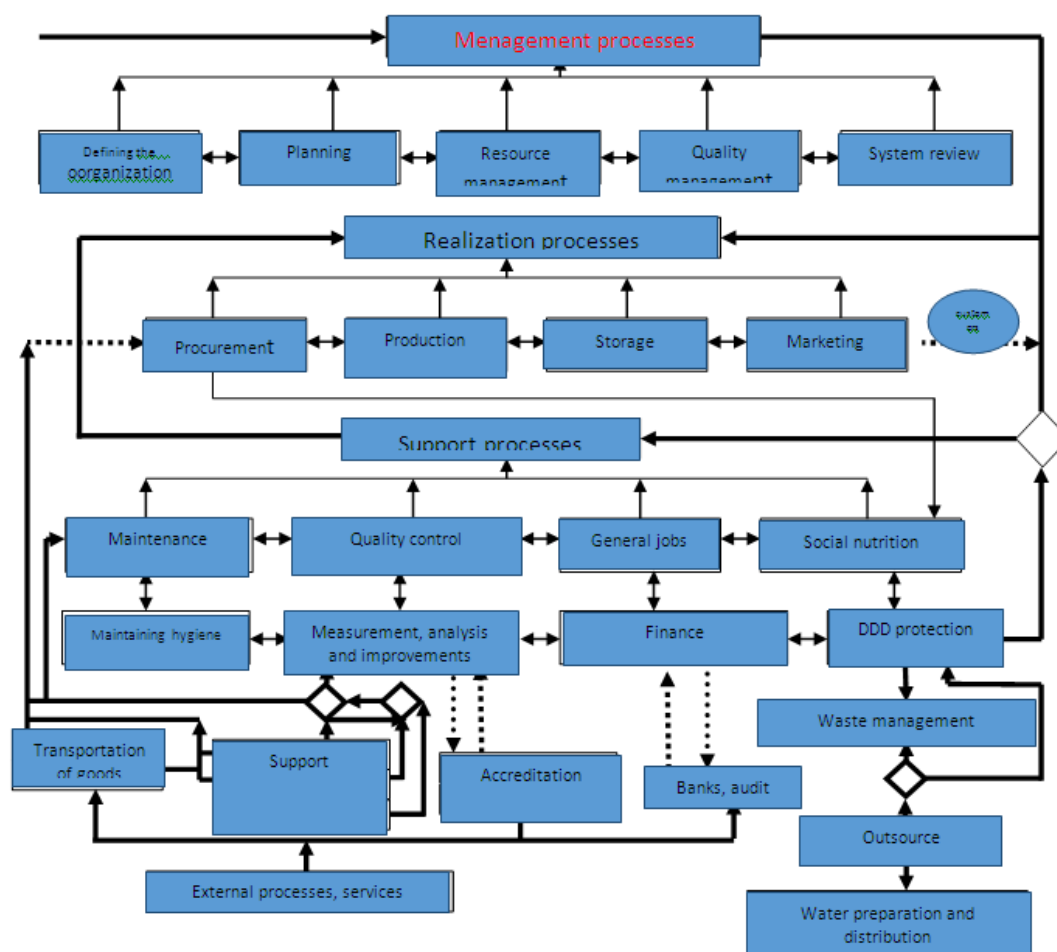 Menagement processes
Defining the
oorganization
Planning
Resource
management
Quality
management
System review
Realization processes
Procurement
Production
Storage
Marketing
Support processes
Maintenance
Quality control
General jobs
Social nutrition
Maintaining hygiene
Measurement, analysis
and improvements
Finance
DDD protection
Waste management
Transportation
of goods
Support
Accreditation
Banks, audit
Outsource
External processes, services
Water preparation and
distribution